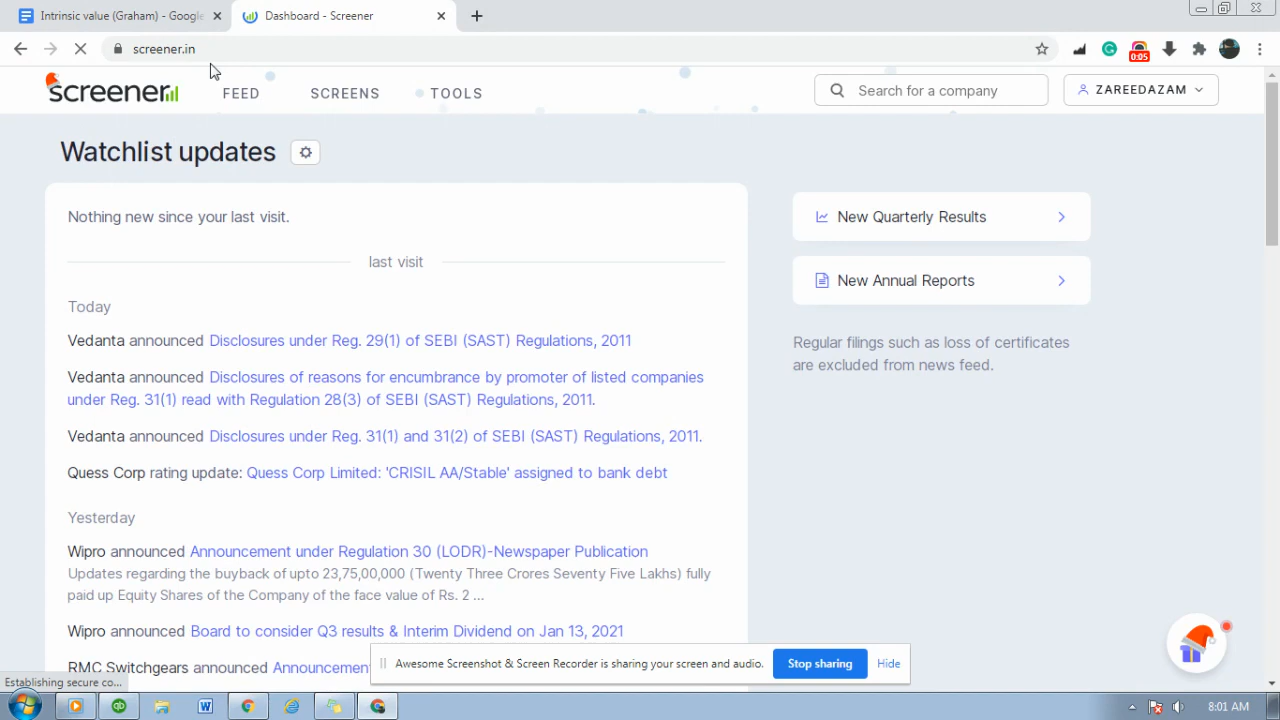 Intrinsic value (Graham) - Google
Dashboard - Screener
screener.in
0:05
screener
FEED
SCREENS
TOOLS
Search for a company
ZAREEDAZAM
Watchlist updates
Nothing new since your last visit.
last visit
Today
Vedanta announced Disclosures under Reg. 29(1) of SEBI (SAST) Regulations, 2011
Vedanta announced Disclosures of reasons for encumbrance by promoter of listed companies
under Reg. 31(1) read with Regulation 28(3) of SEBI (SAST) Regulations, 2011.
Vedanta announced Disclosures under Reg. 31(1) and 31(2) of SEBI (SAST) Regulations, 2011.
Quess Corp rating update: Quess Corp Limited: 'CRISIL AA/Stable' assigned to bank debt
Yesterday
Wipro announced Announcement under Regulation 30 (LODR)-Newspaper Publication
Updates regarding the buyback of upto 23,75,00,000 (Twenty Three Crores Seventy Five Lakhs) fully
paid up Equity Shares of the Company of the face value of Rs. 2 ...
Wipro announced Board to consider Q3 results & Interim Dividend on Jan 13, 2021
RMC Switchgears announced Announcement
New Quarterly Results
New Annual Reports
Regular filings such as loss of certificates
are excluded from news feed.
Awesome Screenshot & Screen Recorder is sharing your screen and audio.
Stop sharing
Hide
Establishing secure co...
8:01 AM